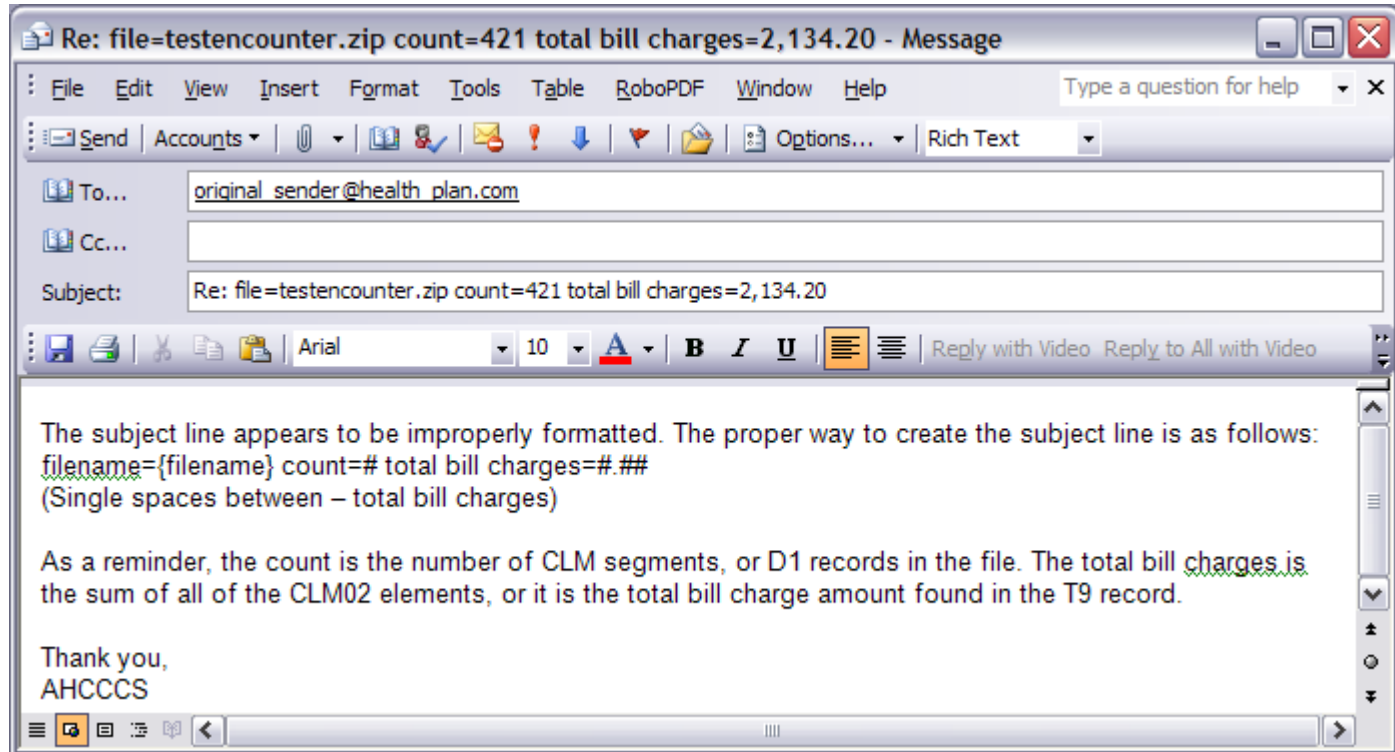 Re: file=testencounter.zip count=421 total bill charges=2,134.20 - Message
File Edit View Insert Format Tools Table RoboPDF Window Help Type a question for help
Send Accounts Options... Rich Text
To... original_sender@health_plan.com
Cc...
Subject: Re: file=testencounter.zip count=421 total bill charges=2,134.20
Arial 10 A B I U Reply with Video Reply to All with Video
The subject line appears to be improperly formatted. The proper way to create the subject line is as follows:
filename={filename} count=# total bill charges=#.##
(Single spaces between – total bill charges)
As a reminder, the count is the number of CLM segments, or D1 records in the file. The total bill charges is
the sum of all of the CLM02 elements, or it is the total bill charge amount found in the T9 record.
Thank you,
AHCCCS